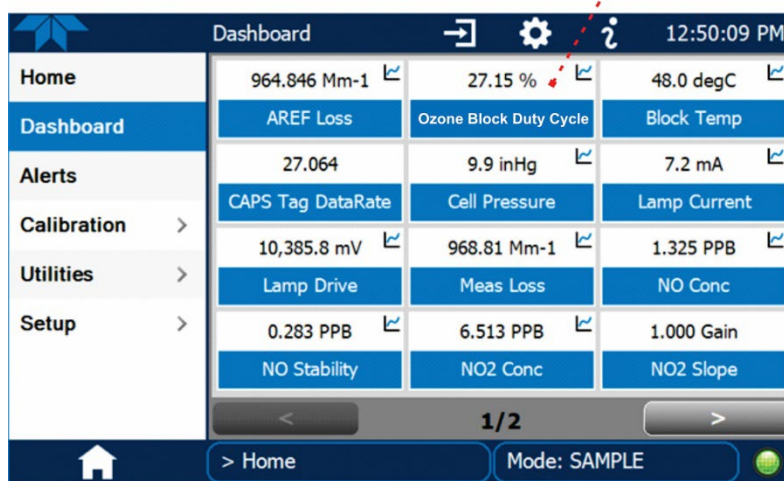 Dashboard
12:50:09 PM
Home
Dashboard
Alerts
Calibration >
Utilities >
Setup >
964.846 Mm-1
27.15 %
48.0 degC
AREF Loss
Ozone Block Duty Cycle
Block Temp
27.064
9.9 inHg
7.2 mA
CAPS Tag DataRate
Cell Pressure
Lamp Current
10,385.8 mV
968.81 Mm-1
1.325 PPB
Lamp Drive
Meas Loss
NO Conc
0.283 PPB
6.513 PPB
1.000 Gain
NO Stability
NO2 Conc
NO2 Slope
<
1/2
>
> Home
Mode: SAMPLE